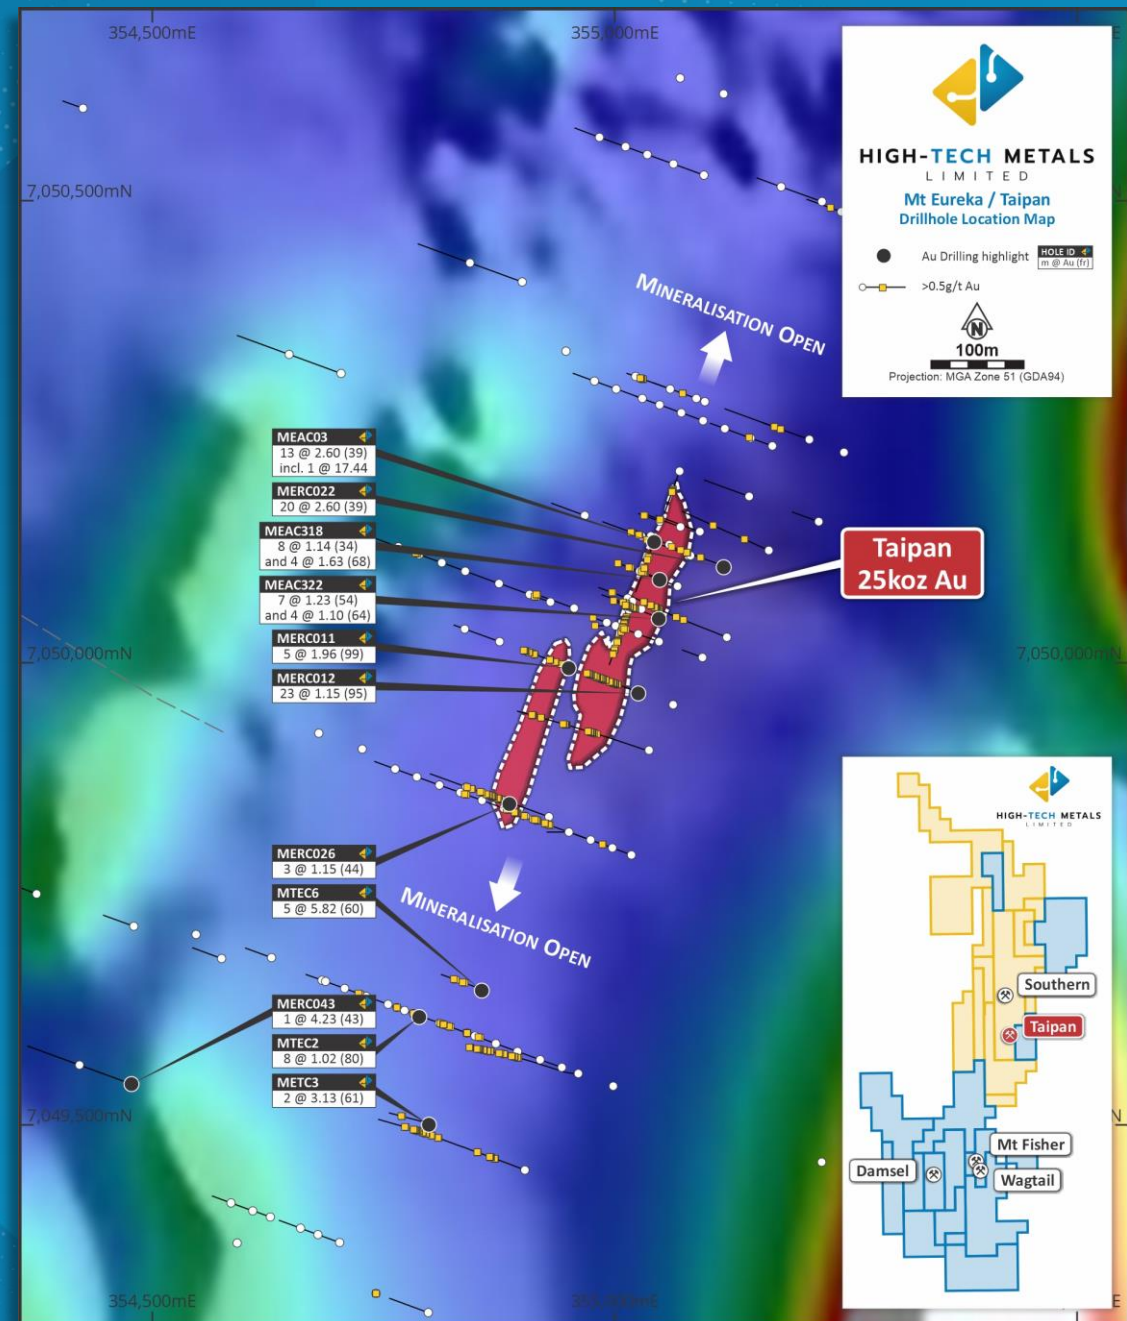 354,500mE
355,000mE
E
7,050,500mN
HIGH-TECH METALS
LIMITED
Mt Eureka / Taipan
Drillhole Location Map
Au Drilling highlight
HOLE ID
m @ Au (fr)
>0.5g/t Au
N
100m
Projection: MGA Zone 51 (GDA94)
MINERALISATION OPEN
MEAC03
13 @ 2.60 (39)
incl. 1 @ 17.44
MERC022
20 @ 2.60 (39)
MEAC318
8 @ 1.14 (34)
and 4 @ 1.63 (68)
MEAC322
7 @ 1.23 (54)
and 4 @ 1.10 (64)
MERC011
5 @ 1.96 (99)
MERC012
23 @ 1.15 (95)
Taipan
25koz Au
7,050,000mN
7,050,000mN
MERC026
3 @ 1.15 (44)
MTEC6
5 @ 5.82 (60)
MINERALISATION OPEN
MERC043
1 @ 4.23 (43)
MTEC2
8 @ 1.02 (80)
METC3
2 @ 3.13 (61)
7,049,500mN
N
HIGH-TECH METALS
LIMITED
Southern
Taipan
Mt Fisher
Damsel
Wagtail
354,500mE
355,000mE